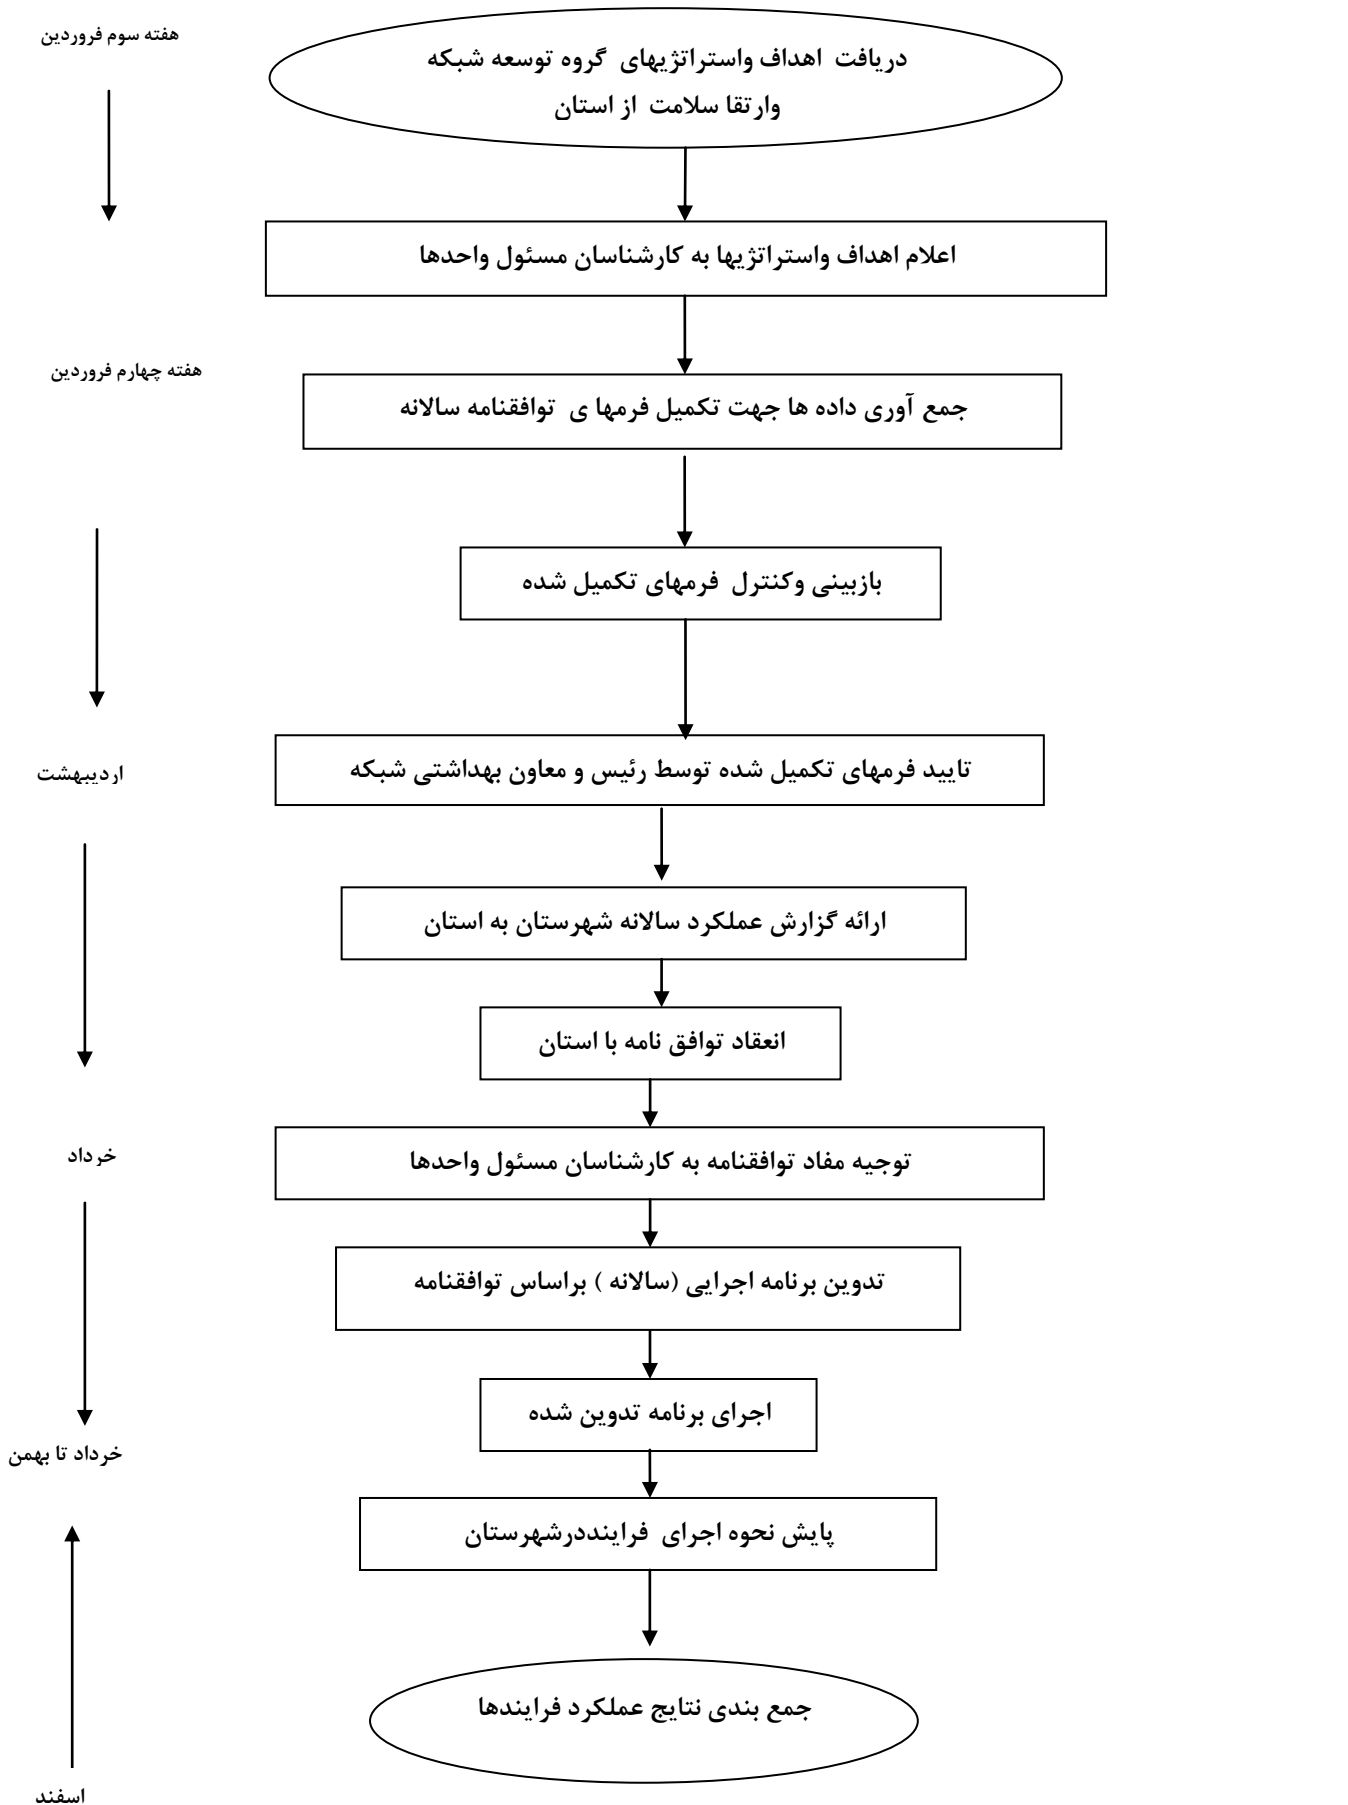 هفته سوم فروردین
دریافت اهداف واستراتژیهای گروه توسعه شبکه
وارتقا سلامت از استان
اعلام اهداف واستراتژیها به کارشناسان مسئول واحدها
هفته چهارم فروردین
جمع آوری داده ها جهت تکمیل فرمها ی توافقنامه سالانه
بازبینی وکنترل فرمهای تکمیل شده
تایید فرمهای تکمیل شده توسط رئیس و معاون بهداشتی شبکه
اردیبهشت
ارائه گزارش عملکرد سالانه شهرستان به استان
انعقاد توافق نامه با استان
خرداد
توجیه مفاد توافقنامه به کارشناسان مسئول واحدها
تدوین برنامه اجرایی (سالانه ) براساس توافقنامه
اجرای برنامه تدوین شده
خرداد تا بهمن
پایش نحوه اجرای فراینددرشهرستان
جمع بندی نتایج عملکرد فرایندها
اسفند